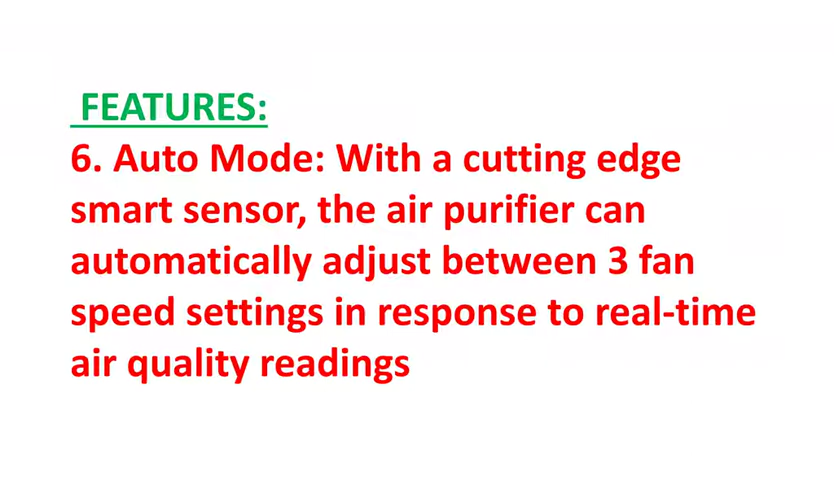 FEATURES:
6. Auto Mode: With a cutting edge
smart sensor, the air purifier can
automatically adjust between 3 fan
speed settings in response to real-time
air quality readings